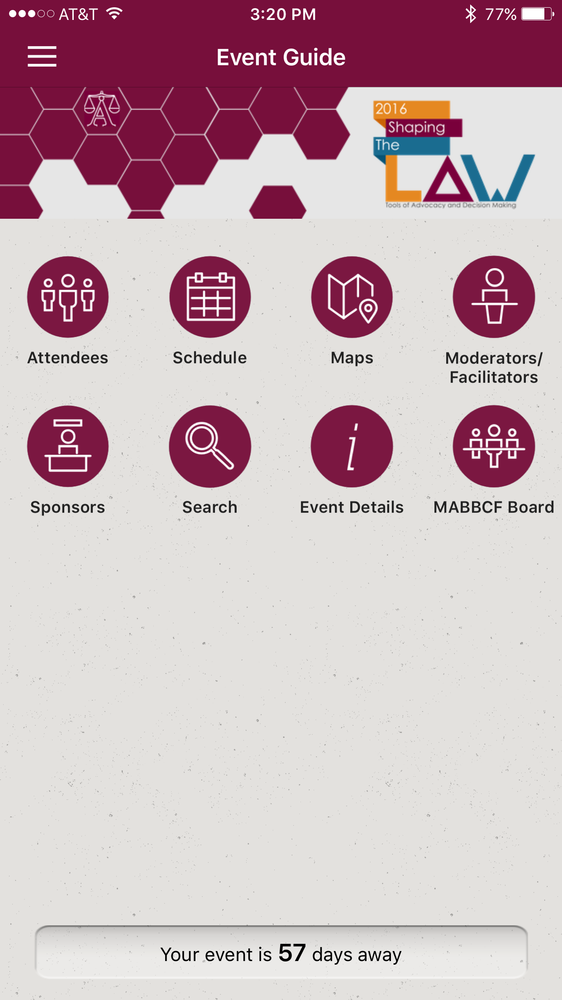 AT&T 3:20 PM 77%
Event Guide
2016
Shaping
The
LAW
Tools of Advocacy and Decision Making
Attendees Schedule Maps Moderators/
Facilitators
Sponsors Search Event Details MABBCF Board
Your event is 57 days away